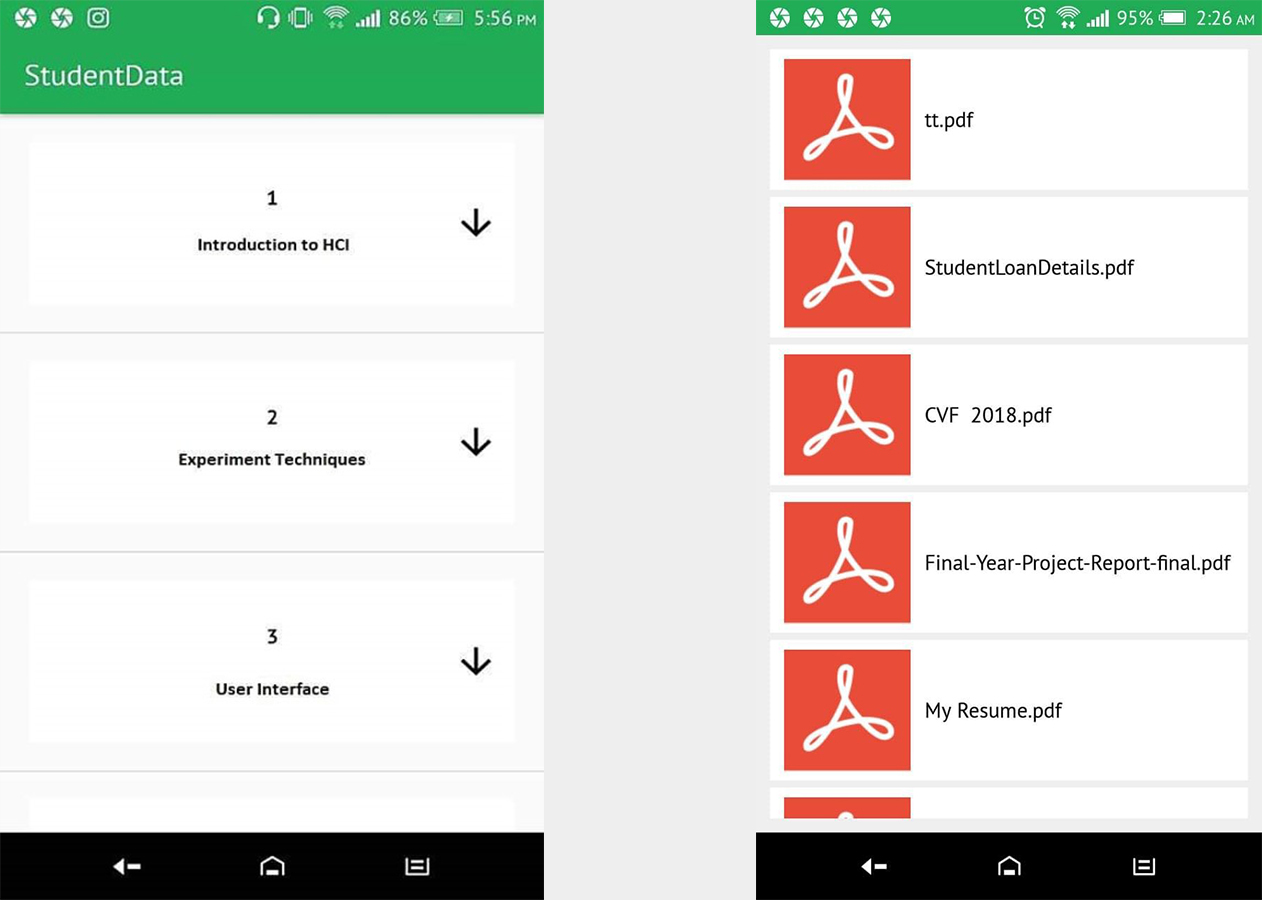 86% 5:56 PM
StudentData
1
Introduction to HCI
2
Experiment Techniques
3
User Interface
95% 2:26 AM
tt.pdf
StudentLoanDetails.pdf
CVF  2018.pdf
Final-Year-Project-Report-final.pdf
My Resume.pdf